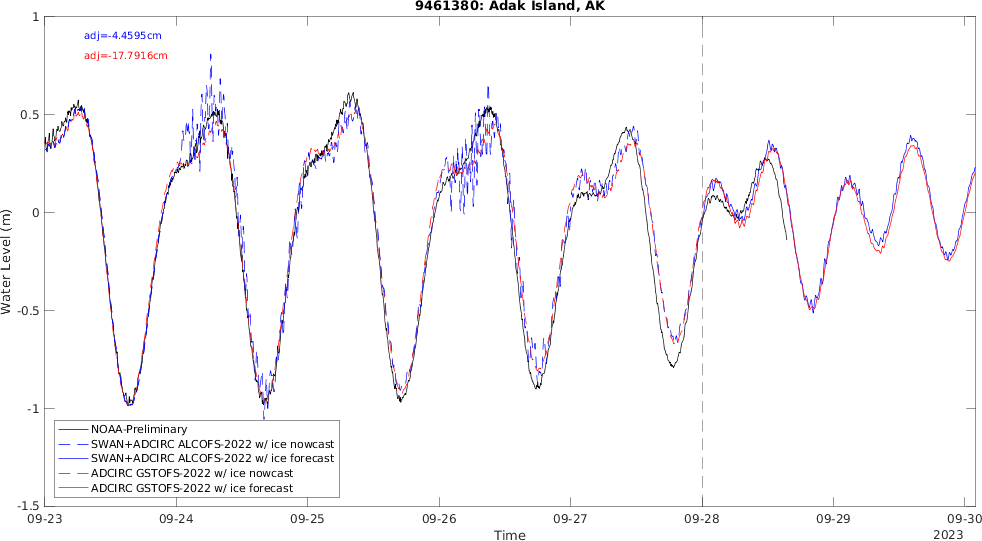 9461380: Adak Island, AK
adj=-4.4595cm
adj=-17.7916cm
Water Level (m)
1
0.5
0
-0.5
-1
-1.5
NOAA-Preliminary
SWAN+ADCIRC ALCOFS-2022 w/ ice nowcast
SWAN+ADCIRC ALCOFS-2022 w/ ice forecast
ADCIRC GSTOFS-2022 w/ ice nowcast
ADCIRC GSTOFS-2022 w/ ice forecast
09-23 09-24 09-25 09-26 09-27 09-28 09-29 09-30
Time
2023